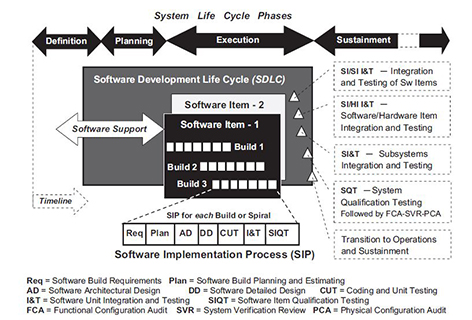 System Life Cycle Phases
Definition Planning Execution Sustainment
Software Development Life Cycle (SDLC)
Software Item - 2
Software Item - 1
Software Support
Build 1
Build 2
Build 3
Timeline
SI/SI I&T — Integration
and Testing of Sw Items
SI/HI I&T —
Software/Hardware Item
Integration and Testing
SI&T — Subsystems
Integration and Testing
SQT — System
Qualification Testing
Followed by FCA-SVR-PCA
Transition to Operations
and Sustainment
SIP for each Build or Spiral
Req Plan AD DD CUT I&T SIQT
Software Implementation Process (SIP)
Req = Software Build Requirements Plan = Software Build Planning and Estimating
AD = Software Architectural Design DD = Software Detailed Design CUT = Coding and Unit Testing
I&T = Software Unit Integration and Testing SIQT = Software Item Qualification Testing
FCA = Functional Configuration Audit SVR = System Verification Review PCA = Physical Configuration Audit